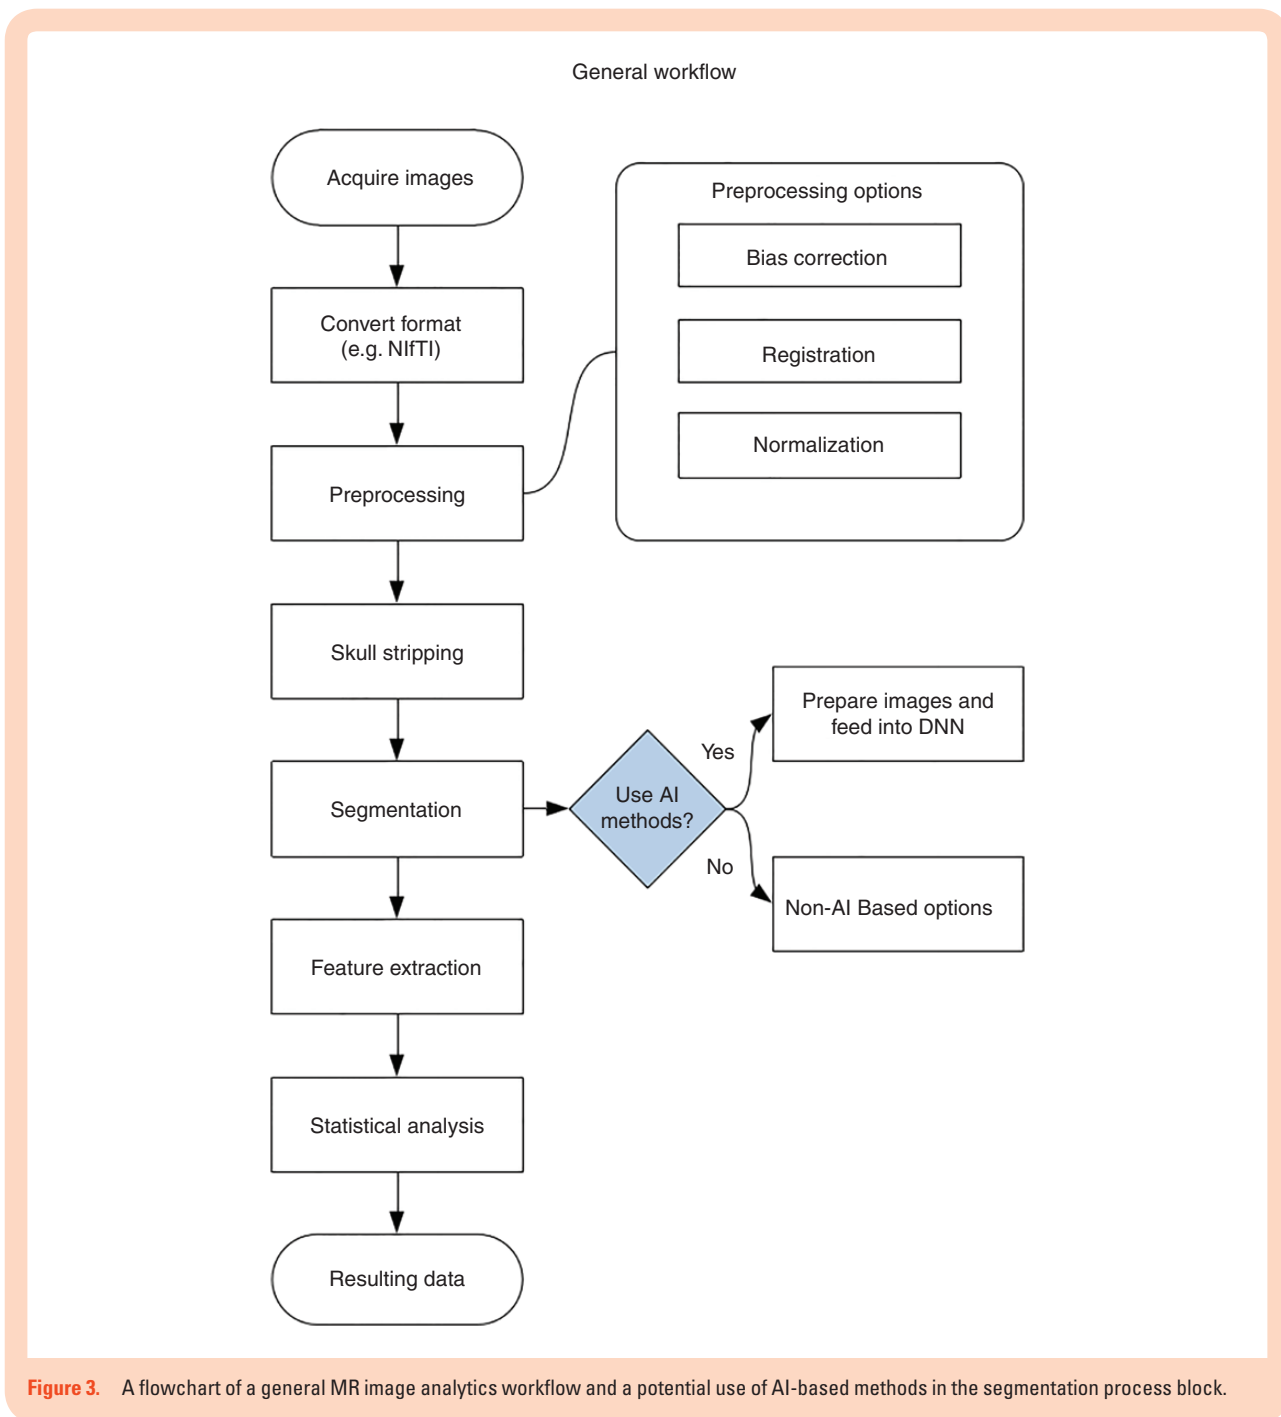 General workflow
Acquire images
Convert format
(e.g. NIfTI)
Preprocessing
Preprocessing options
Bias correction
Registration
Normalization
Skull stripping
Segmentation
Use AI
methods?
Yes
Prepare images and
feed into DNN
No
Non-AI Based options
Feature extraction
Statistical analysis
Resulting data
Figure 3. A flowchart of a general MR image analytics workflow and a potential use of AI-based methods in the segmentation process block.